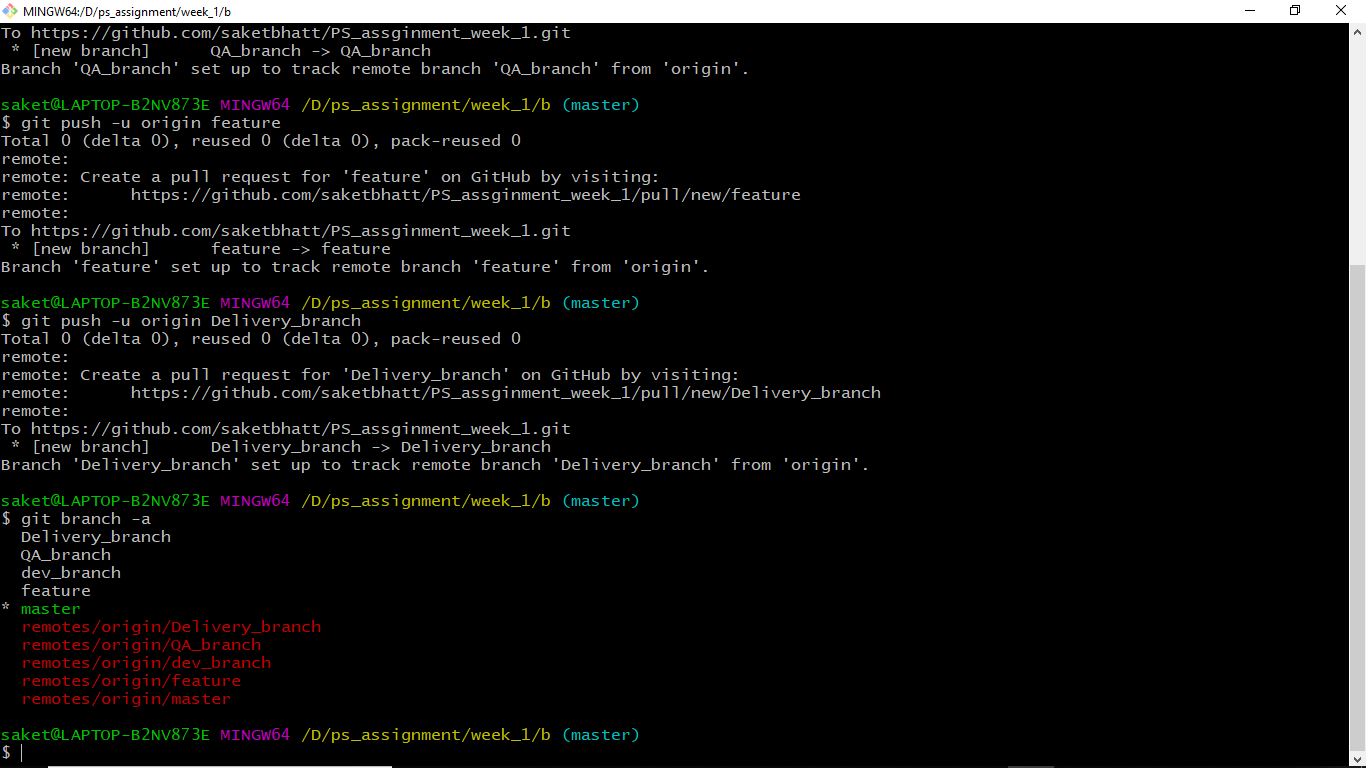 MINGW64:/D/ps_assignment/week_1/b
To https://github.com/saketbhatt/PS_assginment_week_1.git
 * [new branch]      QA_branch -> QA_branch
Branch 'QA_branch' set up to track remote branch 'QA_branch' from 'origin'.
saket@LAPTOP-B2NV873E MINGW64 /D/ps_assignment/week_1/b (master)
$ git push -u origin feature
Total 0 (delta 0), reused 0 (delta 0), pack-reused 0
remote:
remote: Create a pull request for 'feature' on GitHub by visiting:
remote:      https://github.com/saketbhatt/PS_assginment_week_1/pull/new/feature
remote:
To https://github.com/saketbhatt/PS_assginment_week_1.git
 * [new branch]      feature -> feature
Branch 'feature' set up to track remote branch 'feature' from 'origin'.
saket@LAPTOP-B2NV873E MINGW64 /D/ps_assignment/week_1/b (master)
$ git push -u origin Delivery_branch
Total 0 (delta 0), reused 0 (delta 0), pack-reused 0
remote:
remote: Create a pull request for 'Delivery_branch' on GitHub by visiting:
remote:      https://github.com/saketbhatt/PS_assginment_week_1/pull/new/Delivery_branch
remote:
To https://github.com/saketbhatt/PS_assginment_week_1.git
 * [new branch]      Delivery_branch -> Delivery_branch
Branch 'Delivery_branch' set up to track remote branch 'Delivery_branch' from 'origin'.
saket@LAPTOP-B2NV873E MINGW64 /D/ps_assignment/week_1/b (master)
$ git branch -a
  Delivery_branch
  QA_branch
  dev_branch
  feature
* master
  remotes/origin/Delivery_branch
  remotes/origin/QA_branch
  remotes/origin/dev_branch
  remotes/origin/feature
  remotes/origin/master
saket@LAPTOP-B2NV873E MINGW64 /D/ps_assignment/week_1/b (master)
$